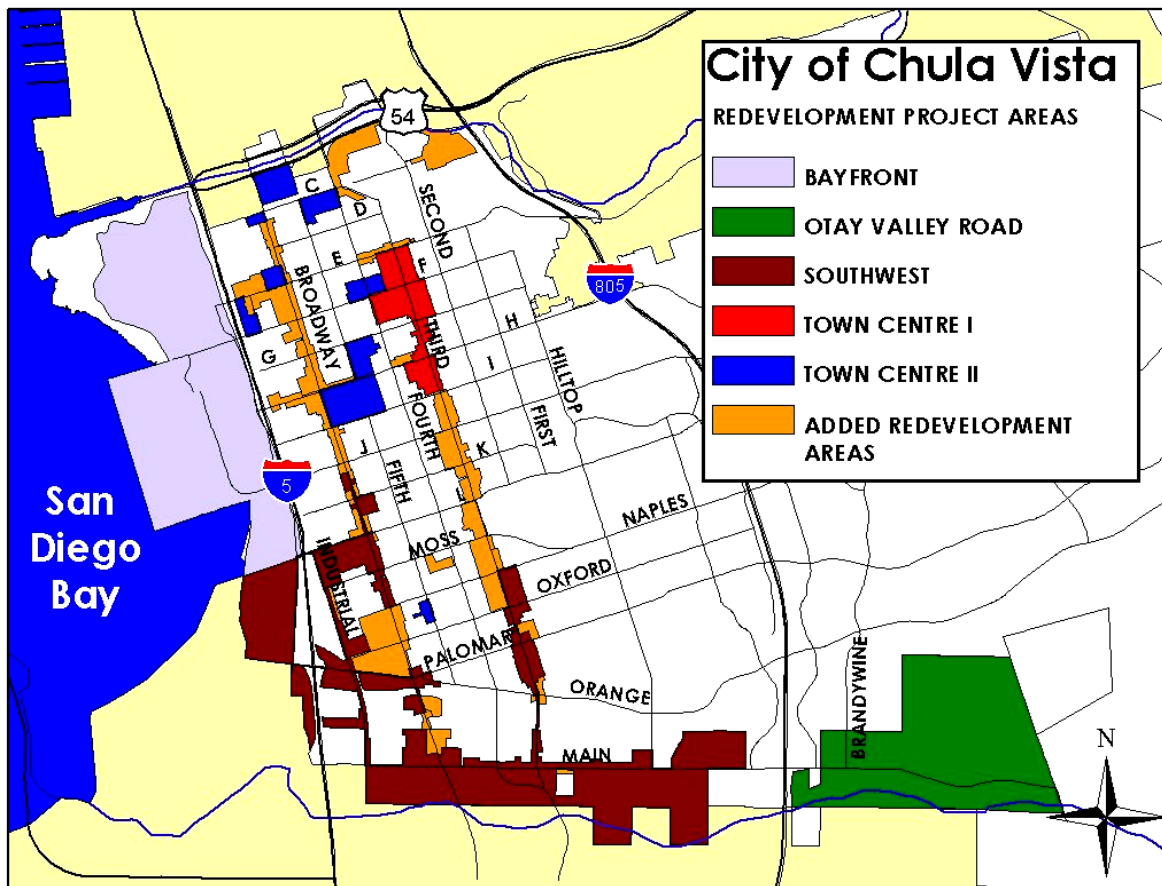 City of Chula Vista
REDEVELOPMENT PROJECT AREAS
BAYFRONT
OTAY VALLEY ROAD
SOUTHWEST
TOWN CENTRE I
TOWN CENTRE II
ADDED REDEVELOPMENT
AREAS
54
C
D
SECOND
E
F
BROADWAY
805
THIRD
H
G
I
HILLTOP
FOURTH
FIRST
J
K
5
FIFTH
L
San
Diego
Bay
NAPLES
MOSS
INDUSTRIAL
OXFORD
PALOMAR
ORANGE
BRANDYWINE
MAIN
N